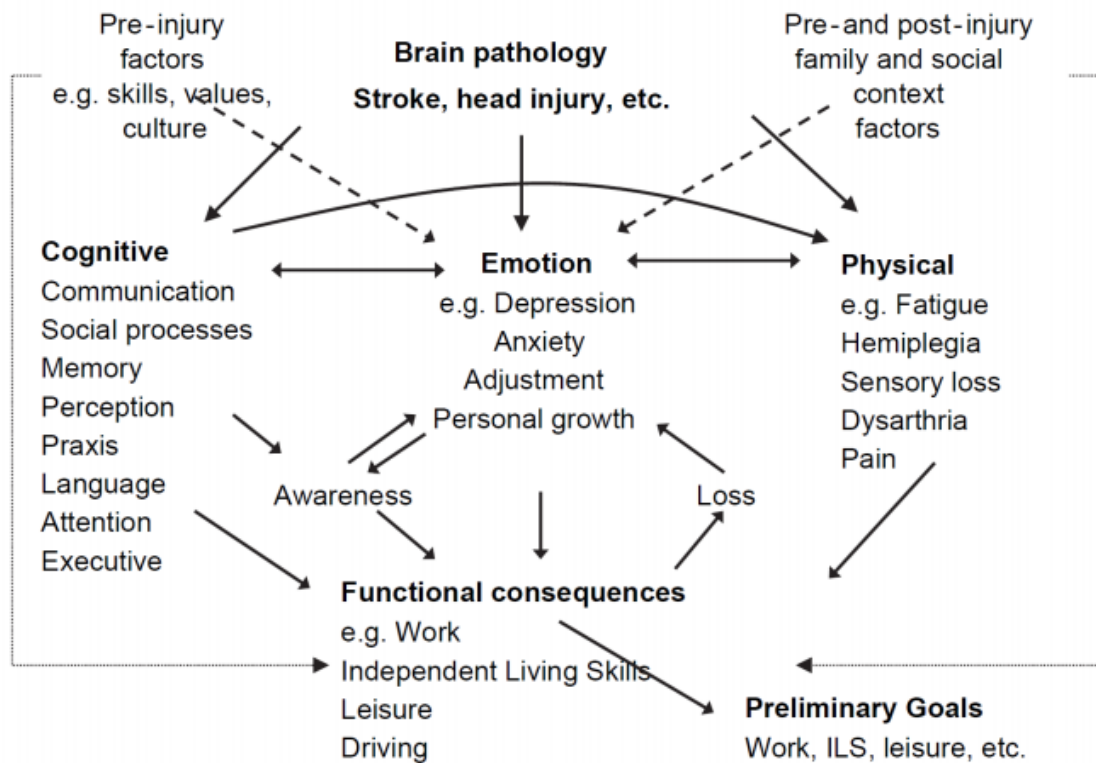 Pre-injury
factors
e.g. skills, values,
culture
Brain pathology
Stroke, head injury, etc.
Pre-and post-injury
family and social
context
factors
Cognitive
Communication
Social processes
Memory
Perception
Praxis
Language
Attention
Executive
Emotion
e.g. Depression
Anxiety
Adjustment
Personal growth
Physical
e.g. Fatigue
Hemiplegia
Sensory loss
Dysarthria
Pain
Awareness
Loss
Functional consequences
e.g. Work
Independent Living Skills
Leisure
Driving
Preliminary Goals
Work, ILS, leisure, etc.